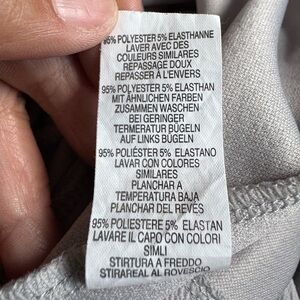 95% POLYESTER 5% ELASTHANNE
LAVER AVEC DES
COULEURS SIMILARES
REPASSAGE DOUX
REPASSER À L'ENVERS
95% POLYESTER 5% ELASTHAN
MIT ÄHNLICHEN FARBEN
ZUSAMMEN WASCHEN
BEI GERINGER
TERMERATUR BÜGELN
AUF LINKS BÜGELN
95% POLIÉSTER 5% ELASTANO
LAVAR CON COLORES
SIMILARES
PLANCHAR A
TEMPERATURA BAJA
PLANCHAR DEL REVES
95% POLIESTERE 5% ELASTAN
LAVARE IL CAPO CON COLORI
SIMLI
STIRTURA A FREDDO
STIRAREAL AL ROVESCIO